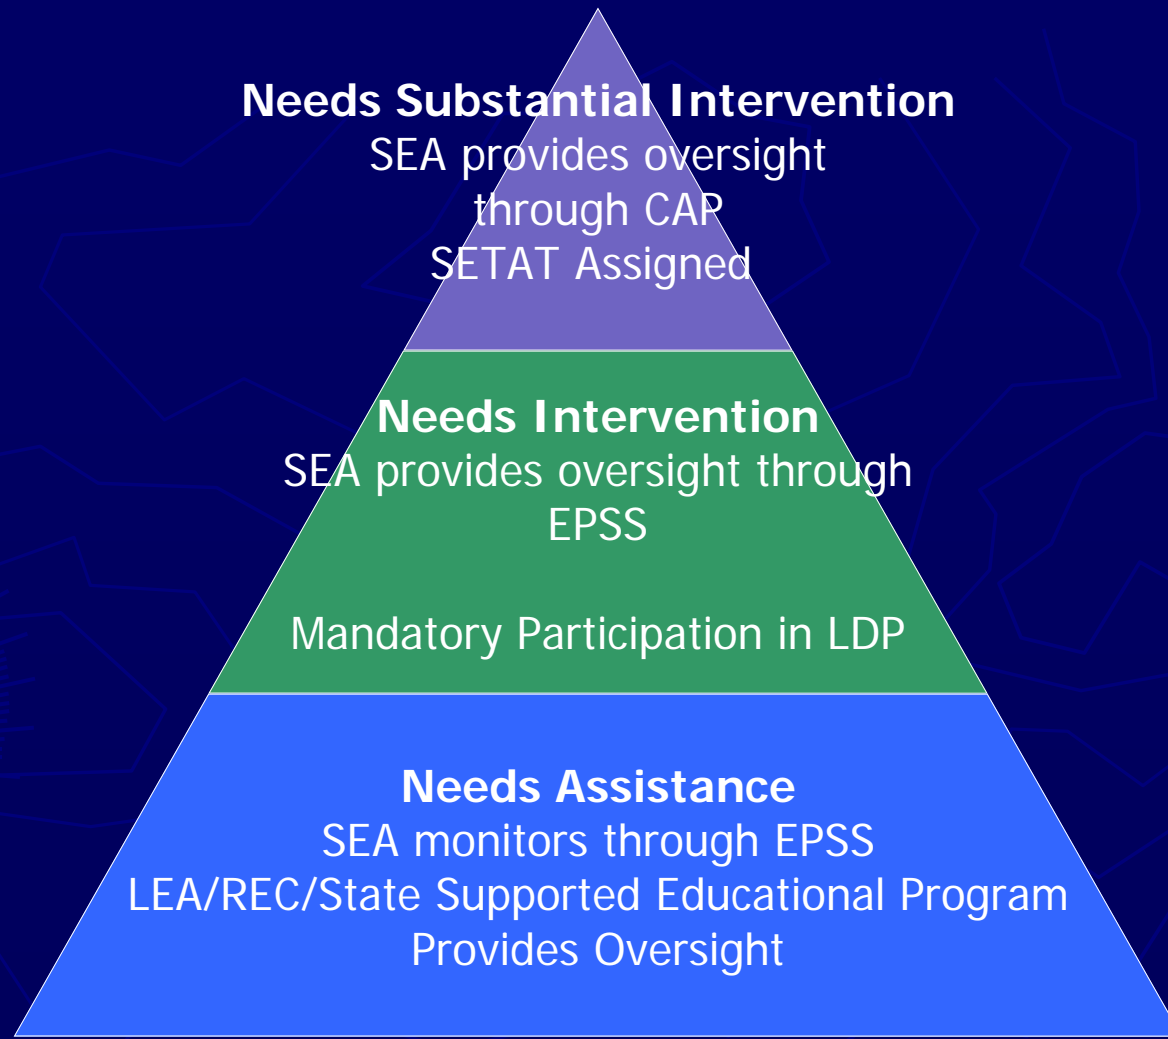 Needs Substantial Intervention
SEA provides oversight
through CAP
SETAT Assigned
Needs Intervention
SEA provides oversight through
EPSS
Mandatory Participation in LDP
Needs Assistance
SEA monitors through EPSS
LEA/REC/State Supported Educational Program
Provides Oversight